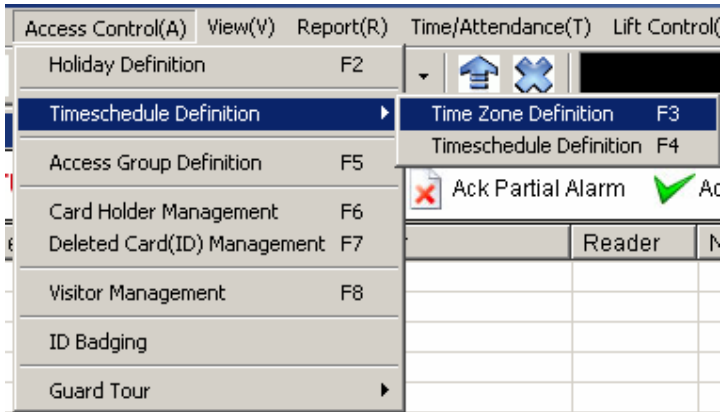 Access Control(A) View(V) Report(R) Time/Attendance(T) Lift Control(
Holiday Definition F2
Timeschedule Definition
Time Zone Definition F3
Timeschedule Definition F4
Access Group Definition F5
Ack Partial Alarm
Card Holder Management F6
Deleted Card(ID) Management F7
Reader
Visitor Management F8
ID Badging
Guard Tour